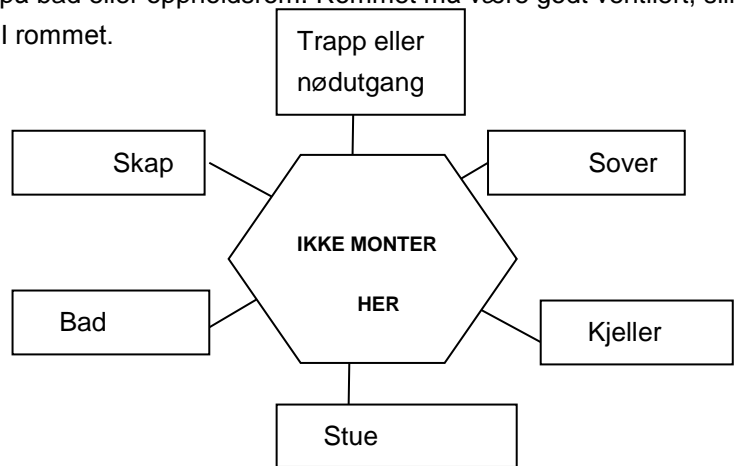 på bad eller oppholdsrom. Rommet må være godt ventilert,
I rommet.
Trapp eller
nødutgang
Skap
Sover
IKKE MONTER
HER
Bad
Kjeller
Stue